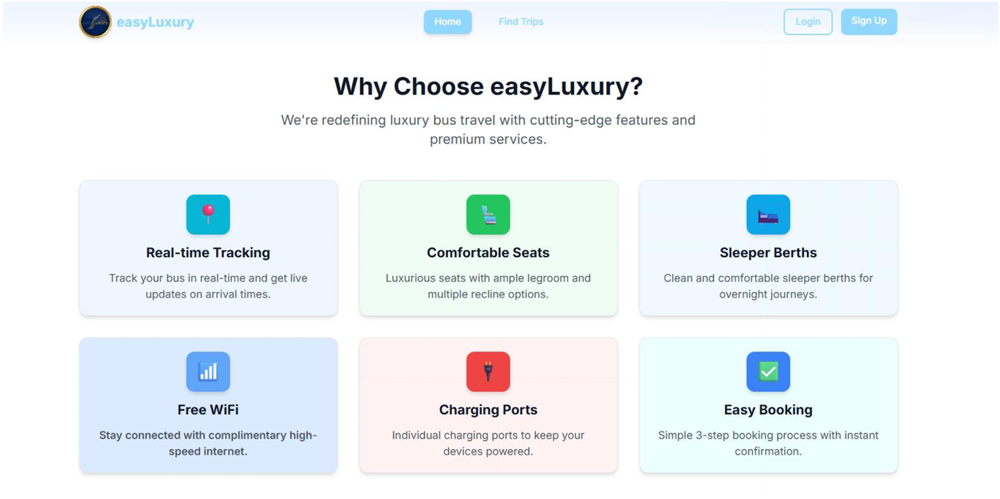 easyLuxury
Home
Find Trips
Login
Sign Up
Why Choose easyLuxury?
We're redefining luxury bus travel with cutting-edge features and
premium services.
Real-time Tracking
Track your bus in real-time and get live
updates on arrival times.
Comfortable Seats
Luxurious seats with ample legroom and
multiple recline options.
Sleeper Berths
Clean and comfortable sleeper berths for
overnight journeys.
Free WiFi
Stay connected with complimentary high-
speed internet.
Charging Ports
Individual charging ports to keep your
devices powered.
Easy Booking
Simple 3-step booking process with instant
confirmation.